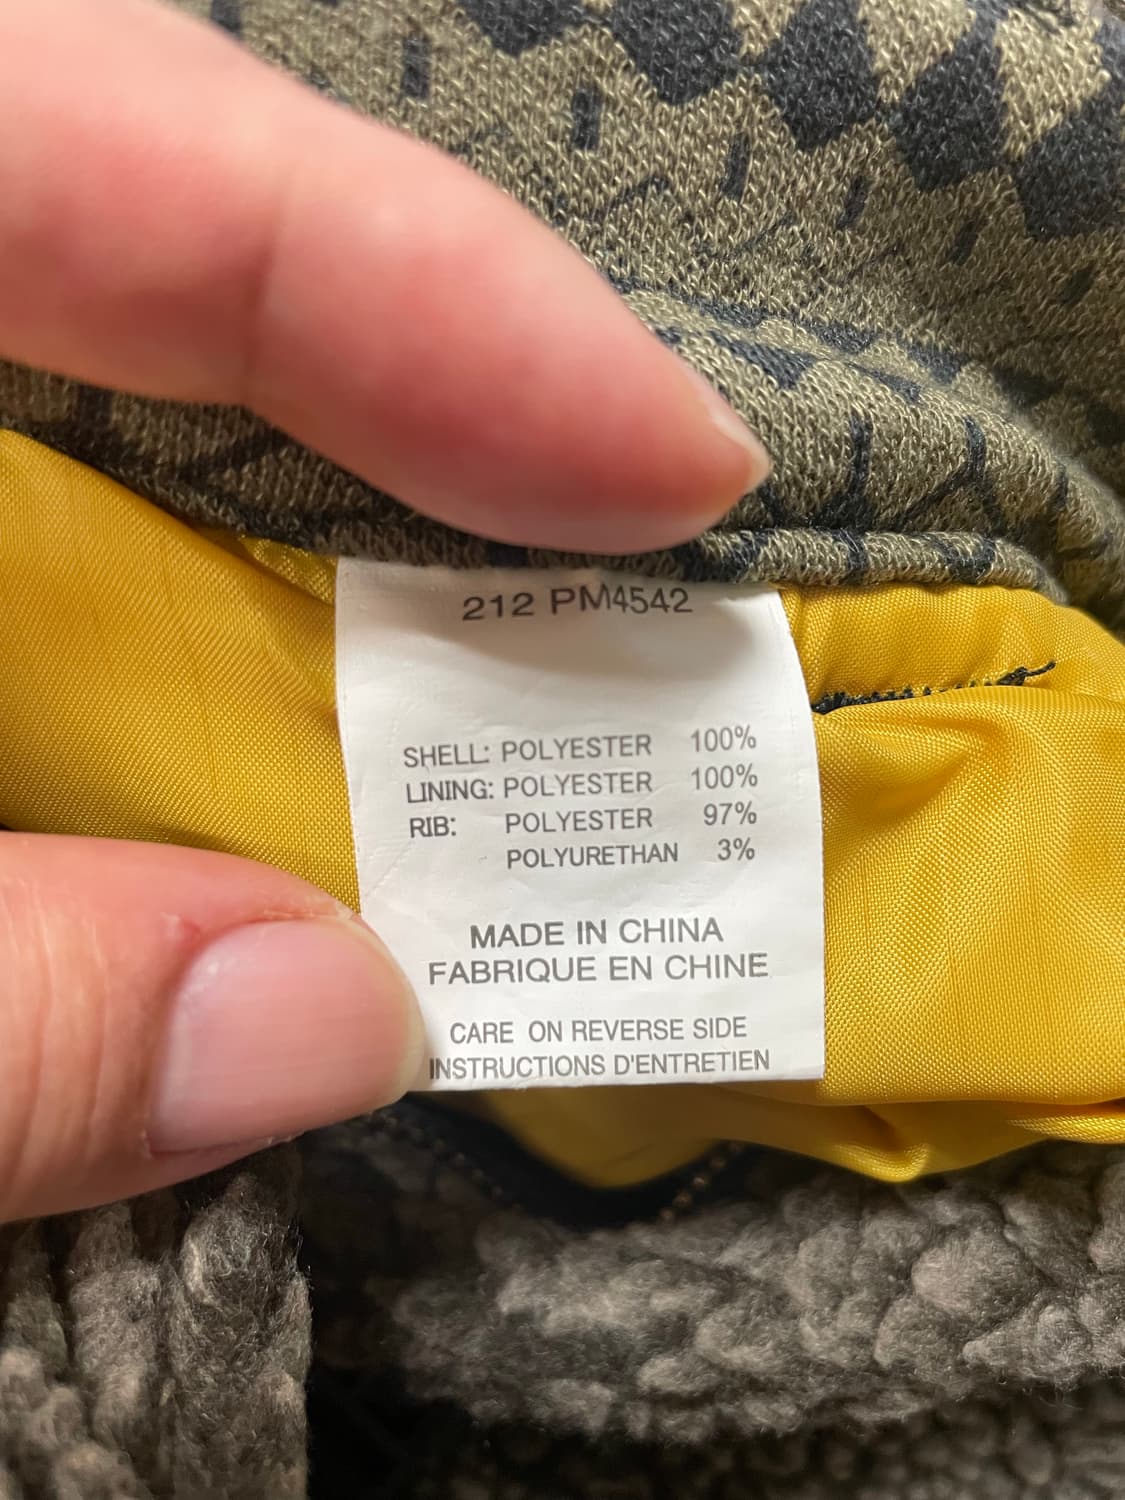 212 PM4542
SHELL: POLYESTER 100%
LINING: POLYESTER 100%
RIB: POLYESTER 97%
POLYURETHAN 3%
MADE IN CHINA
FABRIQUE EN CHINE
CARE ON REVERSE SIDE
INSTRUCTIONS D'ENTRETIEN